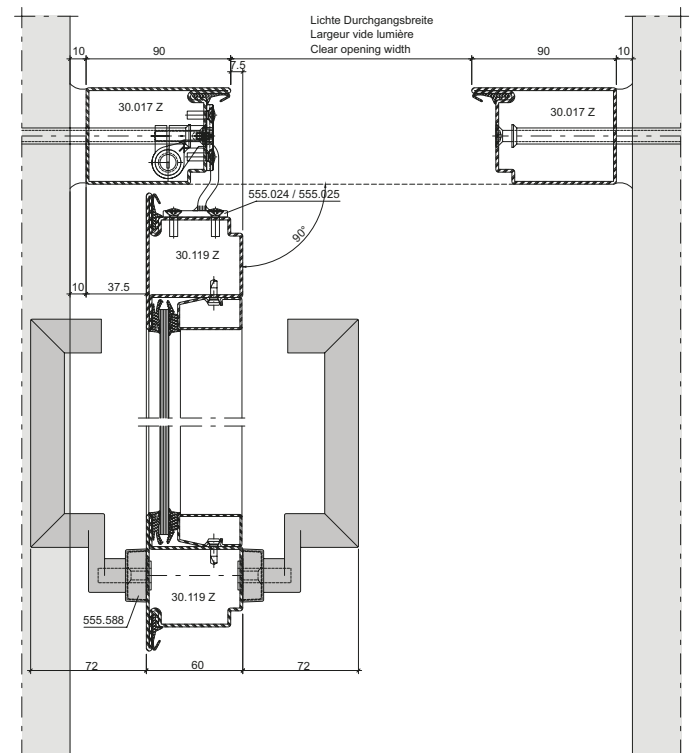 Lichte Durchgangsbreite
Largeur vide lumière
Clear opening width
10 90 90 10
7.5
30.017 Z 30.017 Z
555.024 / 555.025
90°
30.119 Z
10 37.5
30.119 Z
555.588
72 60 72